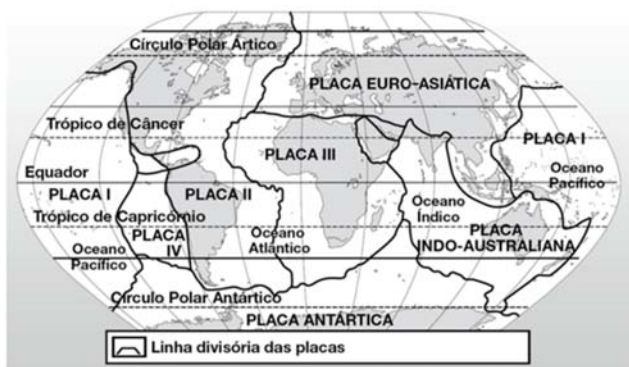 Círculo Polar Ártico
PLACA EURO-ASIÁTICA
Trópico de Câncer
PLACA III
PLACA I
Equador
Oceano
Pacífico
PLACA I
PLACA II
Oceano
Índico
Trópico de Capricórnio
PLACA
IV
Oceano
Atlântico
PLACA
INDO-AUSTRALIANA
Oceano
Pacífico
Círculo Polar Antártico
PLACA ANTÁRTICA
Linha divisória das placas